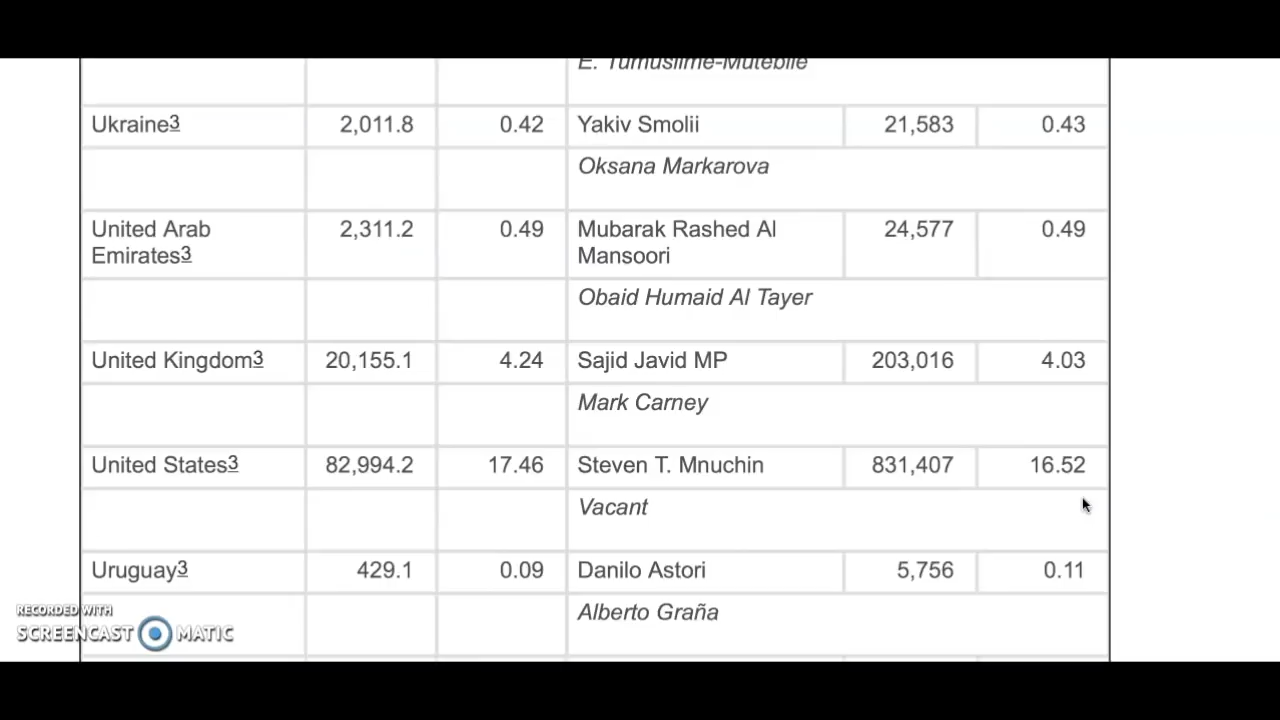 E. Tumusiime-Mutebile
Ukraine3 2,011.8 0.42 Yakiv Smolii 21,583 0.43
Oksana Markarova
United Arab Emirates3 2,311.2 0.49 Mubarak Rashed Al Mansoori 24,577 0.49
Obaid Humaid Al Tayer
United Kingdom3 20,155.1 4.24 Sajid Javid MP 203,016 4.03
Mark Carney
United States3 82,994.2 17.46 Steven T. Mnuchin 831,407 16.52
Vacant
Uruguay3 429.1 0.09 Danilo Astori 5,756 0.11
Alberto Graña
RECORDED WITH
SCREENCAST MATIC